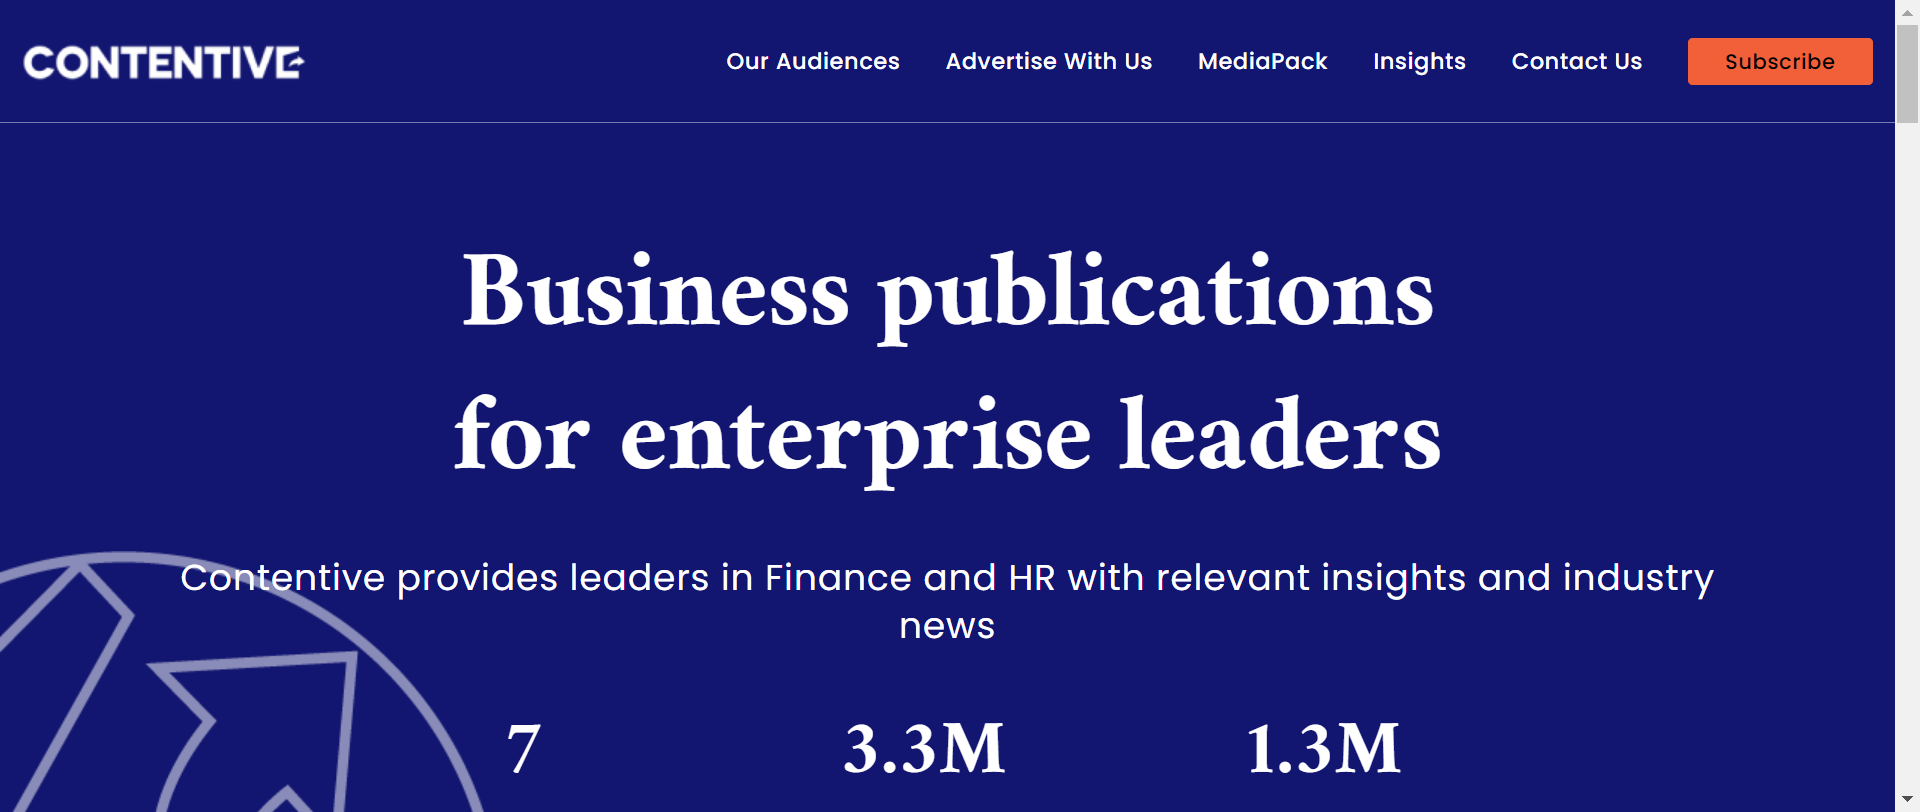 CONTENTIVE
Our Audiences
Advertise With Us
MediaPack
Insights
Contact Us
Subscribe
Business publications
for enterprise leaders
Contentive provides leaders in Finance and HR with relevant insights and industry
news
7
3.3M
1.3M